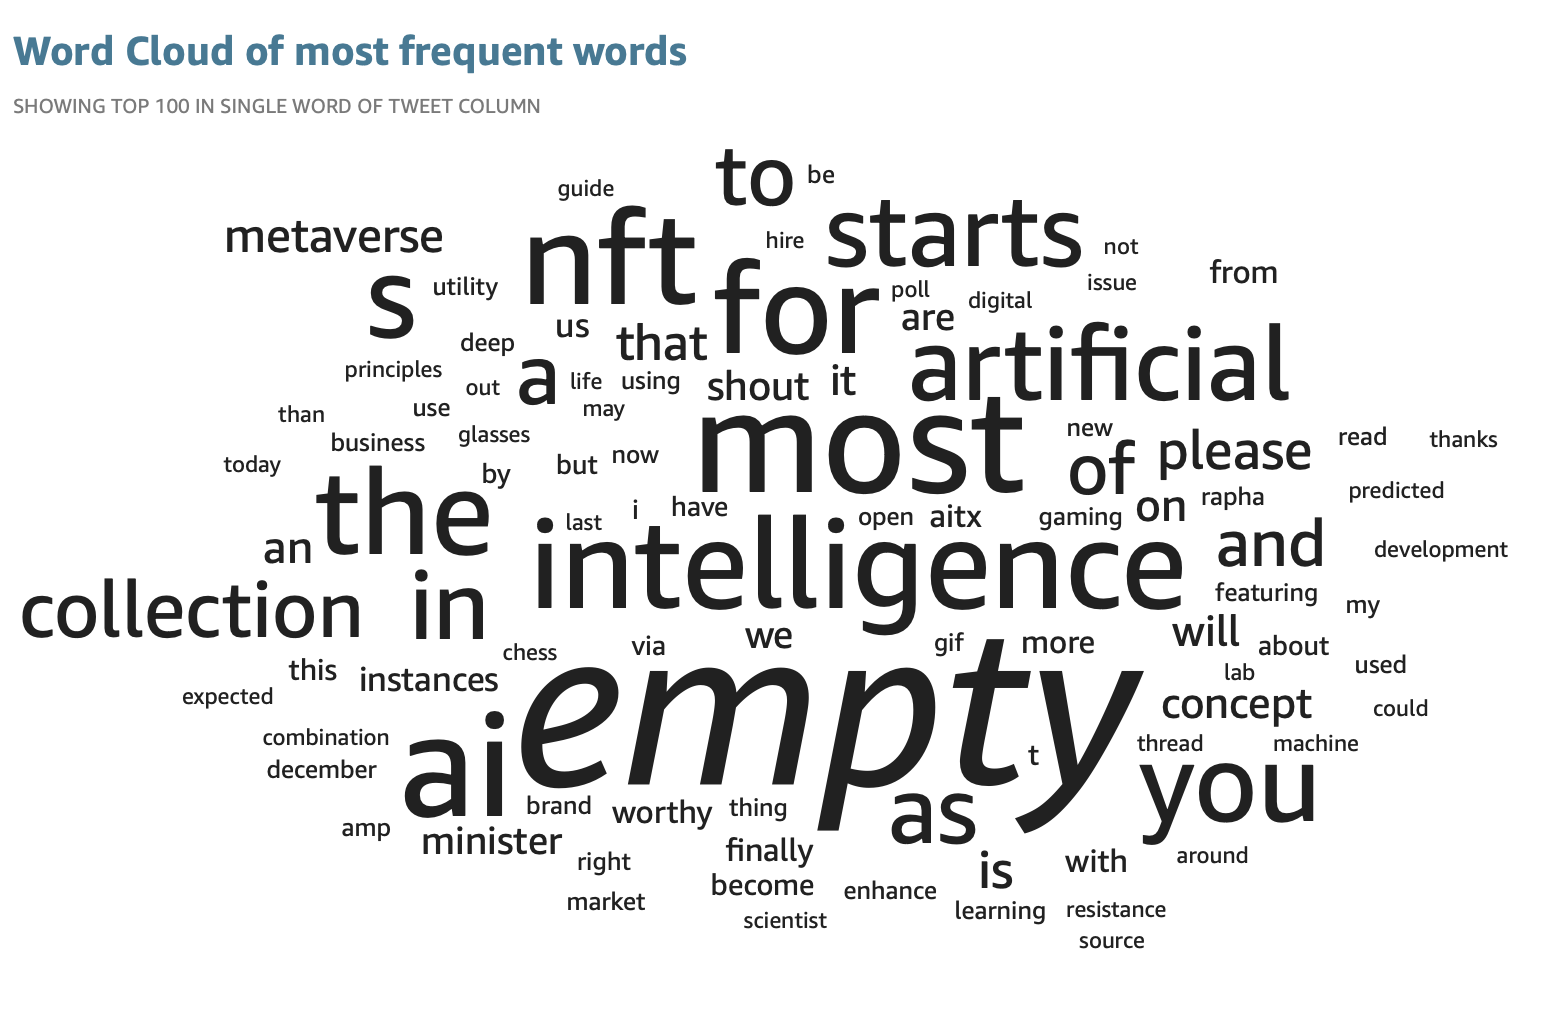 Word Cloud of most frequent words
SHOWING TOP 100 IN SINGLE WORD OF TWEET COLUMN
to be
guide
metaverse nft hire starts not
s utility for poll digital issue from
us that are
deep artificial
principles out a life using shout it
than use may most
business glasses new of please read thanks
today by but now
the i have on rapha predicted
last open aitx gaming
an intelligence and development
collection in featuring my
we gif more will about
this instances chess via empty lab used
expected concept could
combination ai t thread machine
december you
amp brand worthy thing as
minister finally is with around
right become
market enhance learning resistance
scientist source